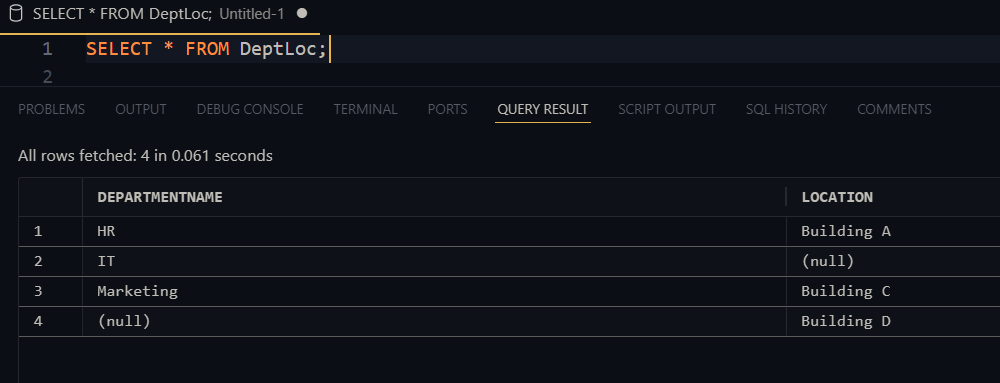 SELECT * FROM DeptLoc; Untitled-1
1 SELECT * FROM DeptLoc;
2
PROBLEMS OUTPUT DEBUG CONSOLE TERMINAL PORTS QUERY RESULT SCRIPT OUTPUT SQL HISTORY COMMENTS
All rows fetched: 4 in 0.061 seconds
DEPARTMENTNAME LOCATION
1 HR Building A
2 IT (null)
3 Marketing Building C
4 (null) Building D